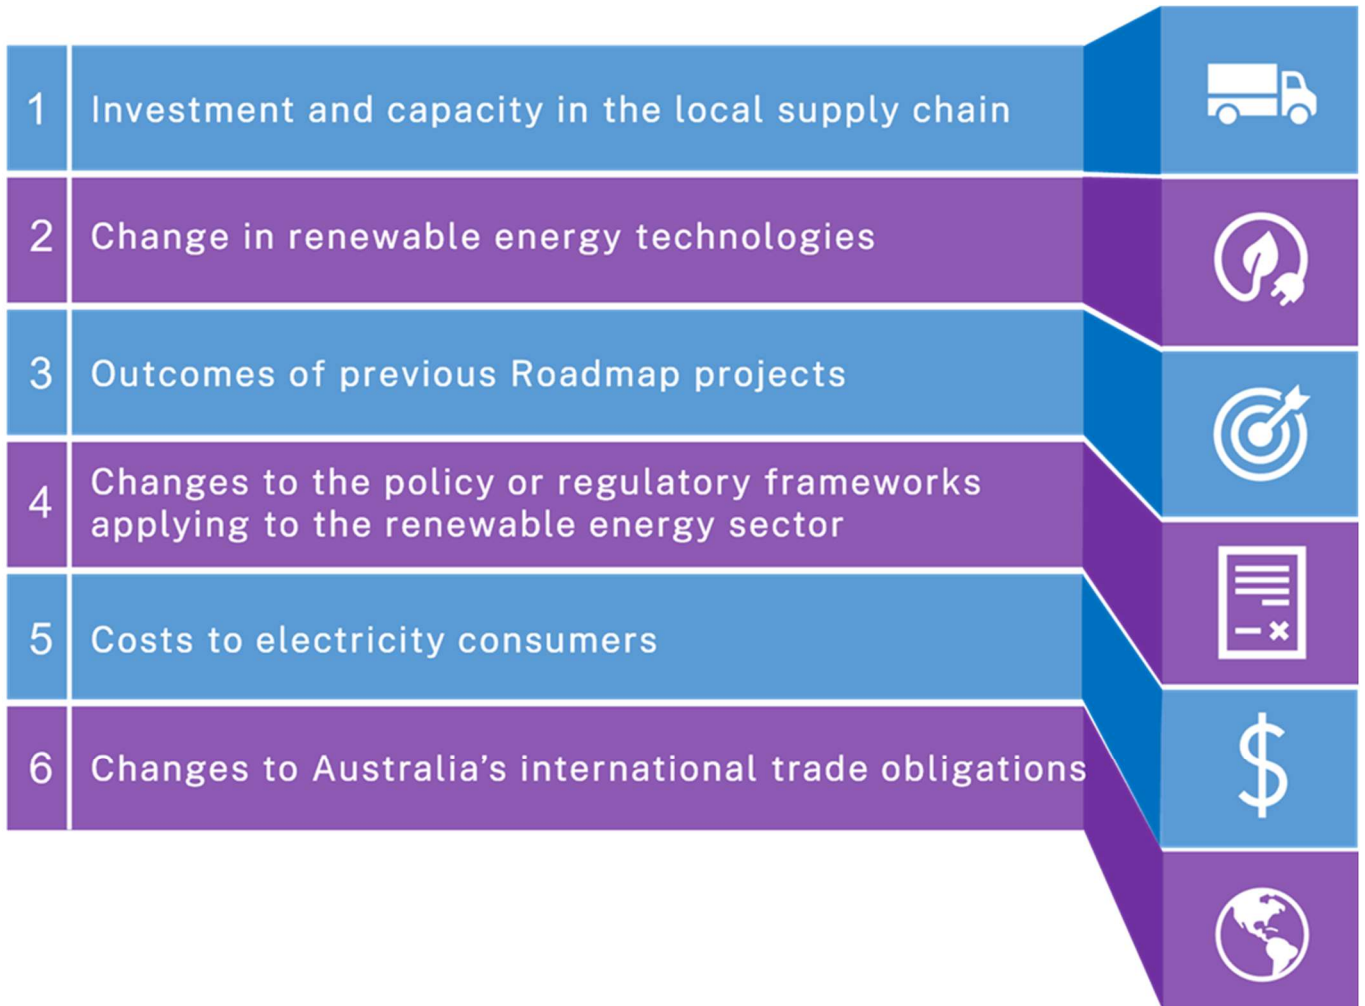 1 Investment and capacity in the local supply chain
2 Change in renewable energy technologies
3 Outcomes of previous Roadmap projects
4 Changes to the policy or regulatory frameworks
applying to the renewable energy sector
5 Costs to electricity consumers
6 Changes to Australia’s international trade obligations
$